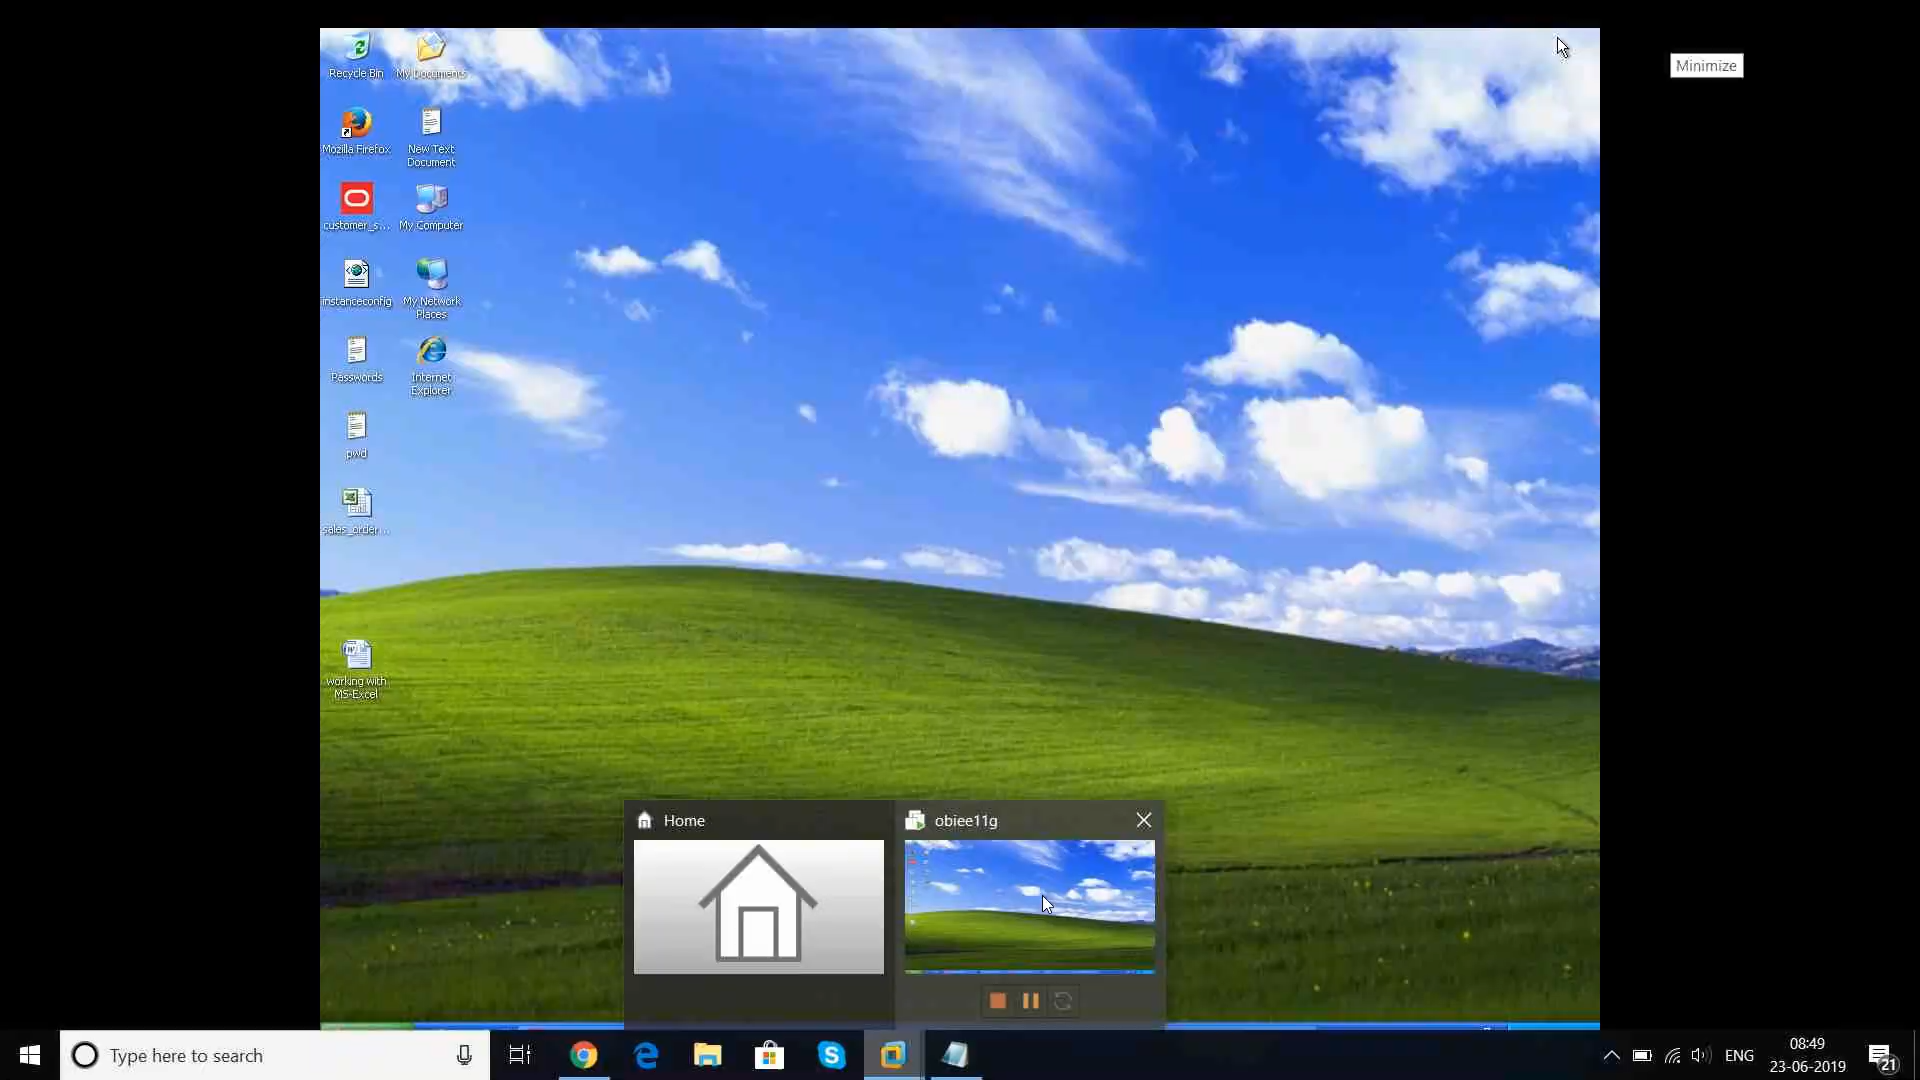 Recycle Bin
My Documents
Minimize
Mozilla Firefox
New Text
Document
customer_s...
My Computer
instanceconfig
My Network
Places
Passwords
Internet
Explorer
pwd
sales_order...
working with
MS-Excel
Home
obiee11g
Type here to search
ENG
08:49
23-06-2019
21